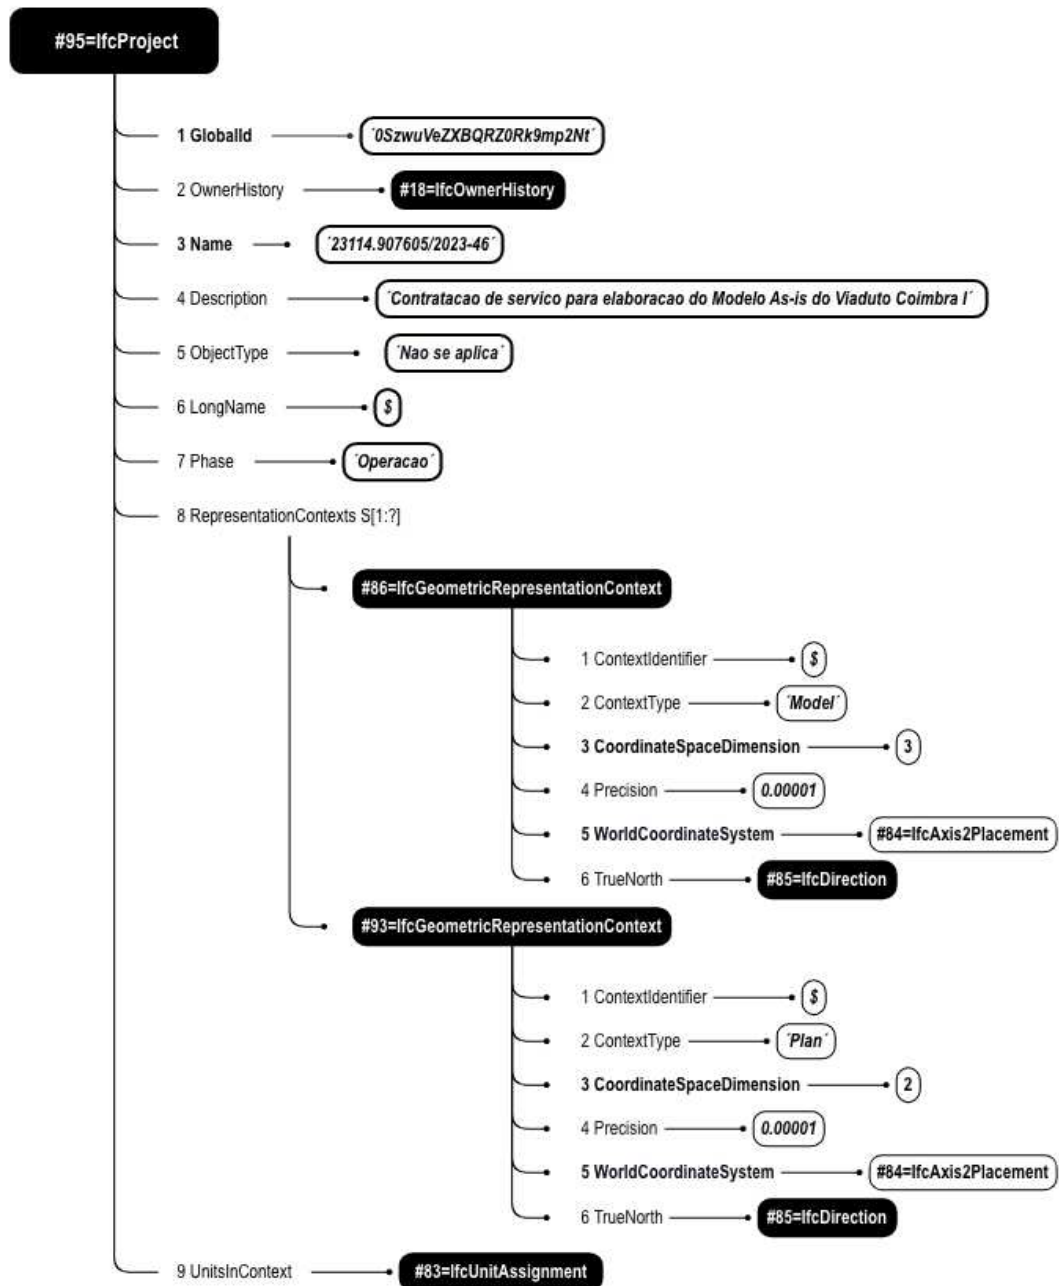 #95=IfcProject
1 GlobalId ´0SzwuVeZXBQRZ0Rk9mp2Nt´
2 OwnerHistory #18=IfcOwnerHistory
3 Name ´23114.907605/2023-46´
4 Description ´Contratacao de servico para elaboracao do Modelo As-is do Viaduto Coimbra I´
5 ObjectType ´Nao se aplica´
6 LongName $
7 Phase ´Operacao´
8 RepresentationContexts S[1:?]
#86=IfcGeometricRepresentationContext
1 ContextIdentifier $
2 ContextType ´Model´
3 CoordinateSpaceDimension 3
4 Precision 0.00001
5 WorldCoordinateSystem #84=IfcAxis2Placement
6 TrueNorth #85=IfcDirection
#93=IfcGeometricRepresentationContext
1 ContextIdentifier $
2 ContextType ´Plan´
3 CoordinateSpaceDimension 2
4 Precision 0.00001
5 WorldCoordinateSystem #84=IfcAxis2Placement
6 TrueNorth #85=IfcDirection
9 UnitsInContext #83=IfcUnitAssignment